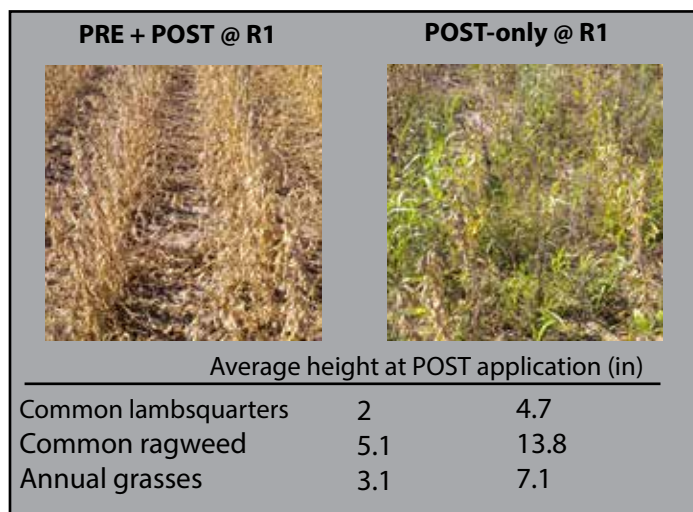 PRE + POST @ R1 POST-only @ R1
Average height at POST application (in)
Common lambsquarters 2 4.7
Common ragweed 5.1 13.8
Annual grasses 3.1 7.1